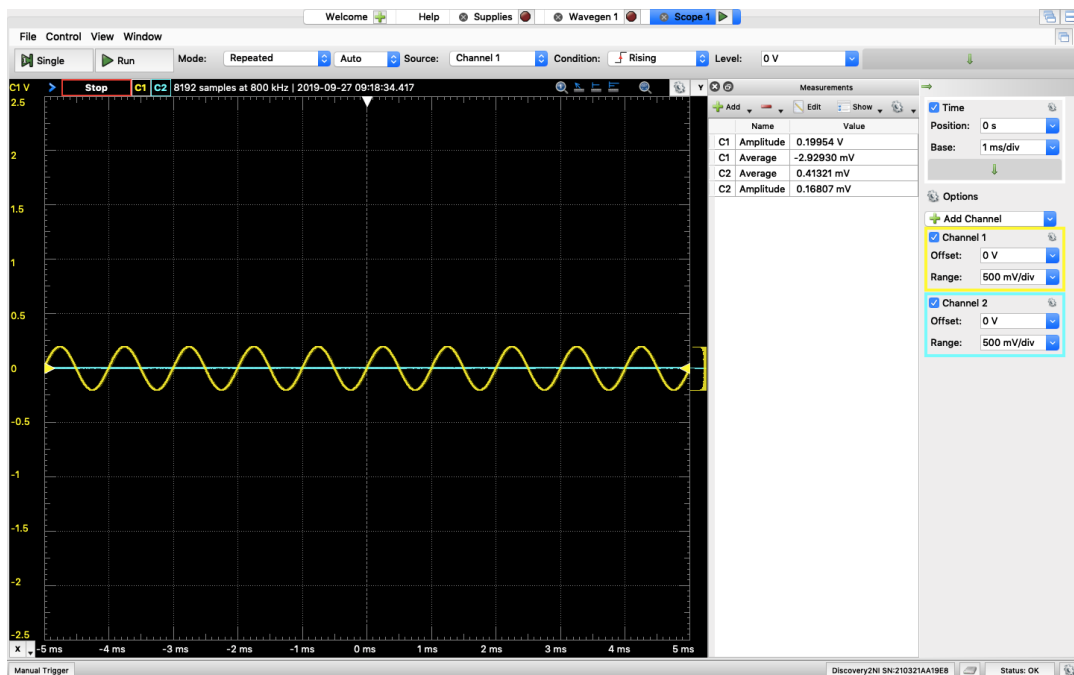 Welcome Help Supplies Wavegen 1 Scope 1
File Control View Window
Single Run Mode: Repeated Auto Source: Channel 1 Condition: Rising Level: 0 V
C1 V Stop C1 C2 8192 samples at 800 kHz | 2019-09-27 09:18:34.417 Y
2.5
2
1.5
1
0.5
0
-0.5
-1
-1.5
-2
-2.5
X -5 ms -4 ms -3 ms -2 ms -1 ms 0 ms 1 ms 2 ms 3 ms 4 ms 5 ms
Measurements
Add Edit Show
Name Value
C1 Amplitude 0.19954 V
C1 Average -2.92930 mV
C2 Average 0.41321 mV
C2 Amplitude 0.16807 mV
Time
Position: 0 s
Base: 1 ms/div
Options
Add Channel
Channel 1
Offset: 0 V
Range: 500 mV/div
Channel 2
Offset: 0 V
Range: 500 mV/div
Manual Trigger Discovery2NI SN:210321AA19E8 Status: OK